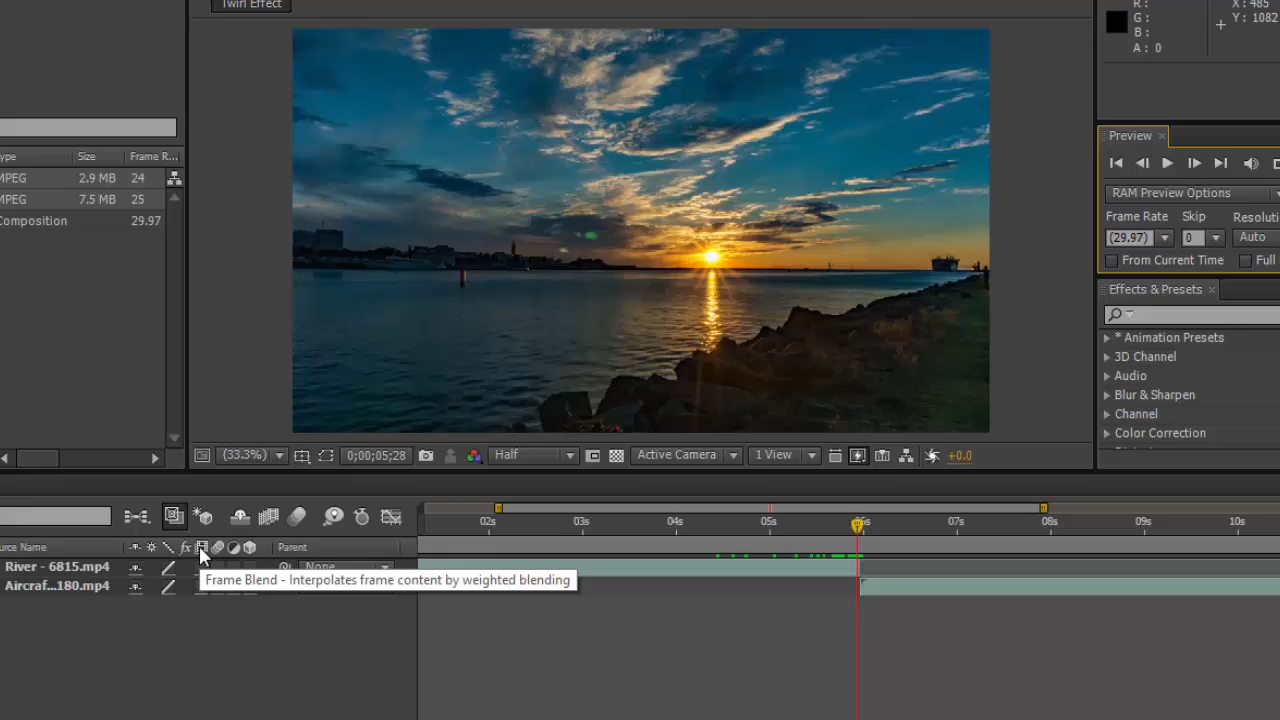 Twirl Effect
R:
G:
B:
A: 0
X: 485
Y: 1082
ype Size Frame R...
MPEG 2.9 MB 24
MPEG 7.5 MB 25
Composition 29.97
Preview
RAM Preview Options
Frame Rate Skip Resoluti
(29.97) 0 Auto
From Current Time Full
Effects & Presets
* Animation Presets
3D Channel
Audio
Blur & Sharpen
Channel
Color Correction
(33.3%) 0;00;05;28 Half Active Camera 1 View +0.0
02s 03s 04s 05s 06s 07s 08s 09s 10s
urce Name fx Parent
River - 6815.mp4 None
Frame Blend - Interpolates frame content by weighted blending
Aircraf...180.mp4